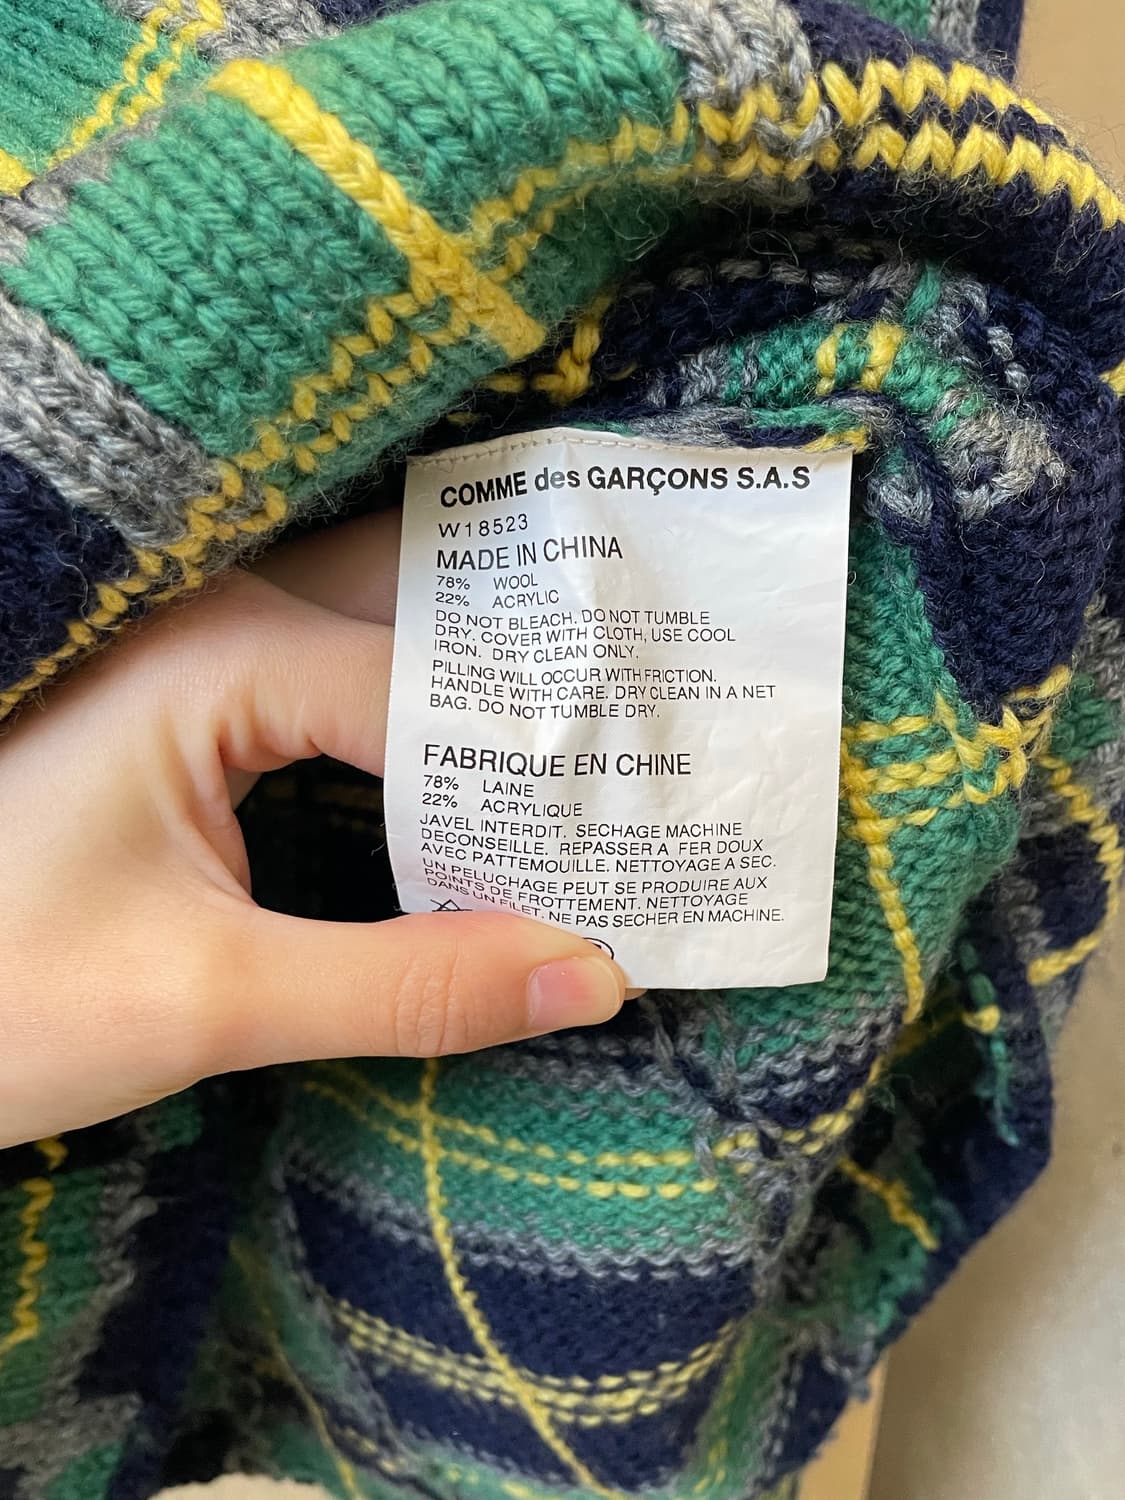 COMME des GARÇONS S.A.S
W18523
MADE IN CHINA
78% WOOL
22% ACRYLIC
DO NOT BLEACH. DO NOT TUMBLE
DRY. COVER WITH CLOTH, USE COOL
IRON. DRY CLEAN ONLY.
PILLING WILL OCCUR WITH FRICTION.
HANDLE WITH CARE. DRY CLEAN IN A NET
BAG. DO NOT TUMBLE DRY.
FABRIQUE EN CHINE
78% LAINE
22% ACRYLIQUE
JAVEL INTERDIT. SECHAGE MACHINE
DECONSEILLE. REPASSER A FER DOUX
AVEC PATTEMOUILLE. NETTOYAGE A SEC.
UN PELUCHAGE PEUT SE PRODUIRE AUX
POINTS DE FROTTEMENT. NETTOYAGE
DANS UN FILET. NE PAS SECHER EN MACHINE.